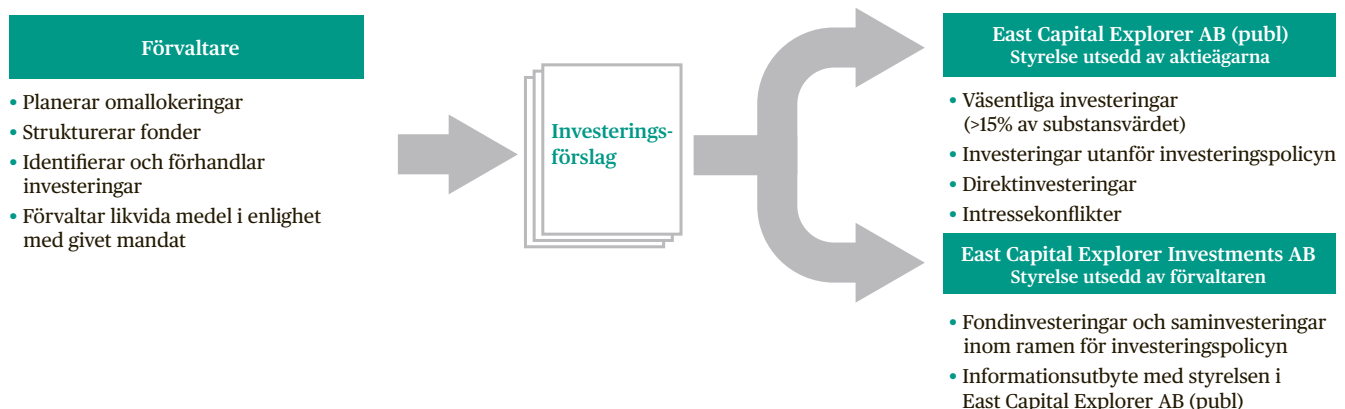 Förvaltare
• Planerar omallokeringar
• Strukturerar fonder
• Identifierar och förhandlar
investeringar
• Förvaltar likvida medel i enlighet
med givet mandat
Investerings-
förslag
East Capital Explorer AB (publ)
Styrelse utsedd av aktieägarna
• Väsentliga investeringar
(>15% av substansvärdet)
• Investeringar utanför investeringspolicyn
• Direktinvesteringar
• Intressekonflikter
East Capital Explorer Investments AB
Styrelse utsedd av förvaltaren
• Fondinvesteringar och saminvesteringar
inom ramen för investeringspolicyn
• Informationsutbyte med styrelsen i
East Capital Explorer AB (publ)